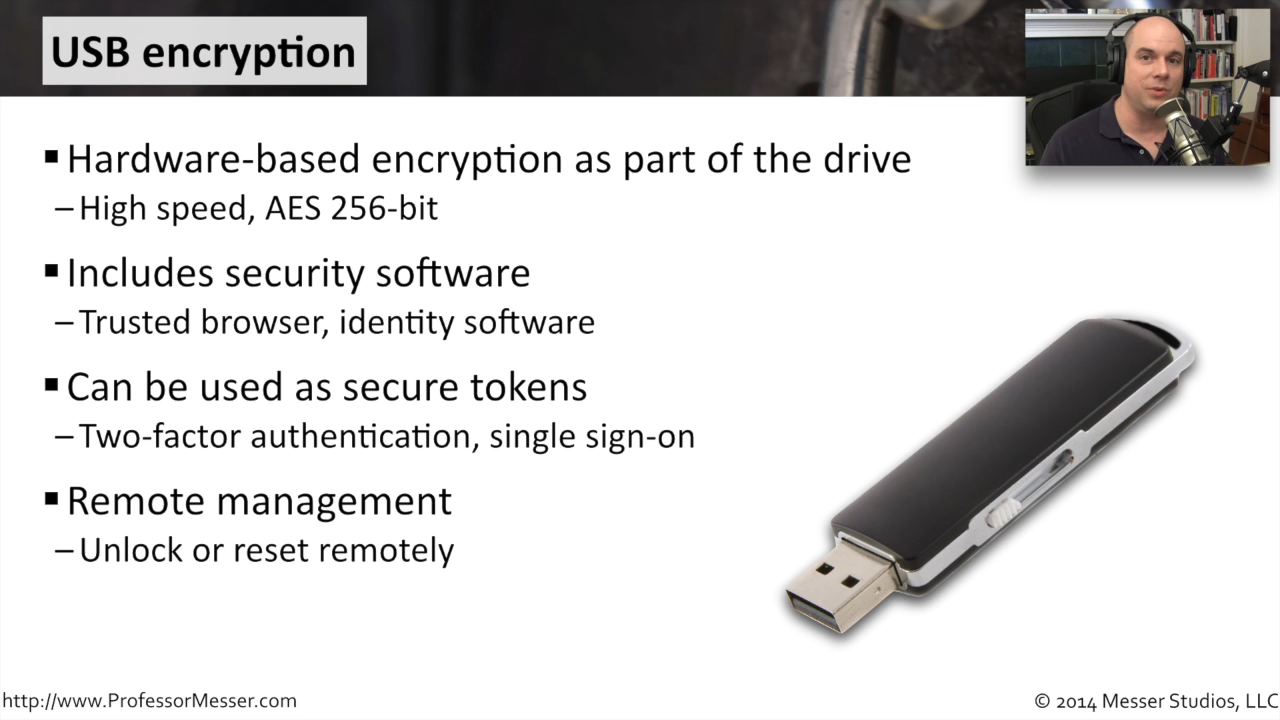 USB encryption
▪ Hardware-based encryption as part of the drive
– High speed, AES 256-bit
▪ Includes security software
– Trusted browser, identity software
▪ Can be used as secure tokens
– Two-factor authentication, single sign-on
▪ Remote management
– Unlock or reset remotely
http://www.ProfessorMesser.com
© 2014 Messer Studios, LLC